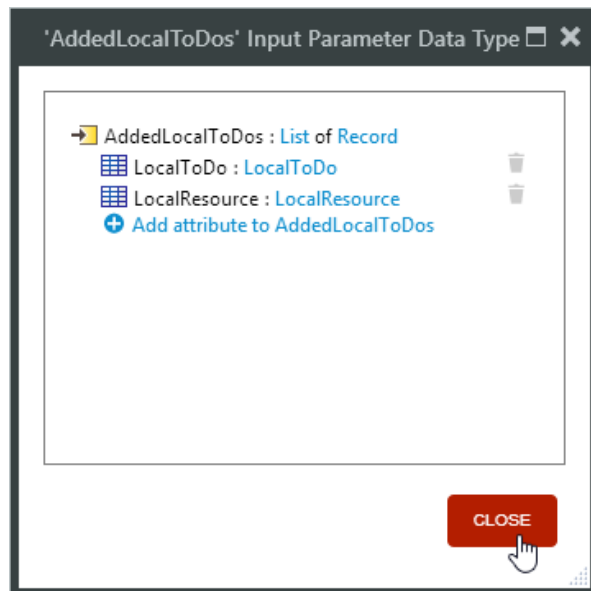 'AddedLocalToDos' Input Parameter Data Type
AddedLocalToDos : List of Record
LocalToDo : LocalToDo
LocalResource : LocalResource
Add attribute to AddedLocalToDos
CLOSE